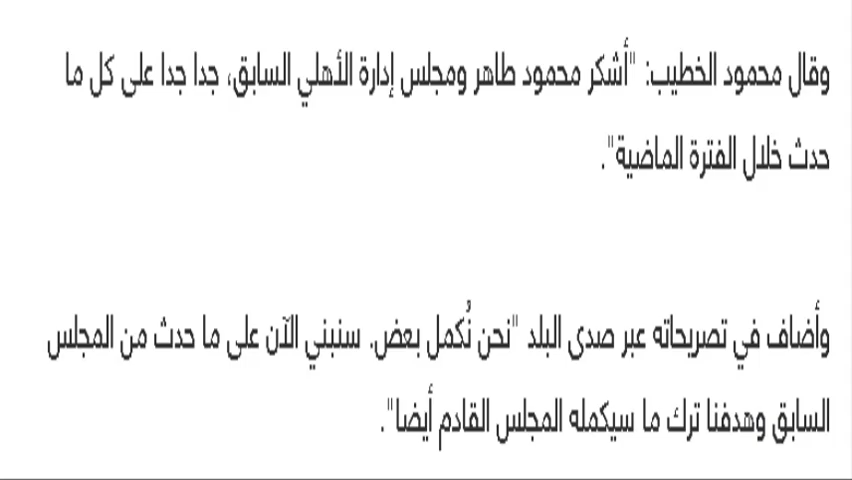 وقال محمود الخطيب: "أشكر محمود طاهر ومجلس إدارة الأهلي السابق، جدا جدا على كل ما
حدث خلال الفترة الماضية".
وأضاف في تصريحاته عبر صدى البلد "نحن نُكمل بعض. سنبني الآن على ما حدث من المجلس
السابق وهدفنا ترك ما سيكمله المجلس القادم أيضا".